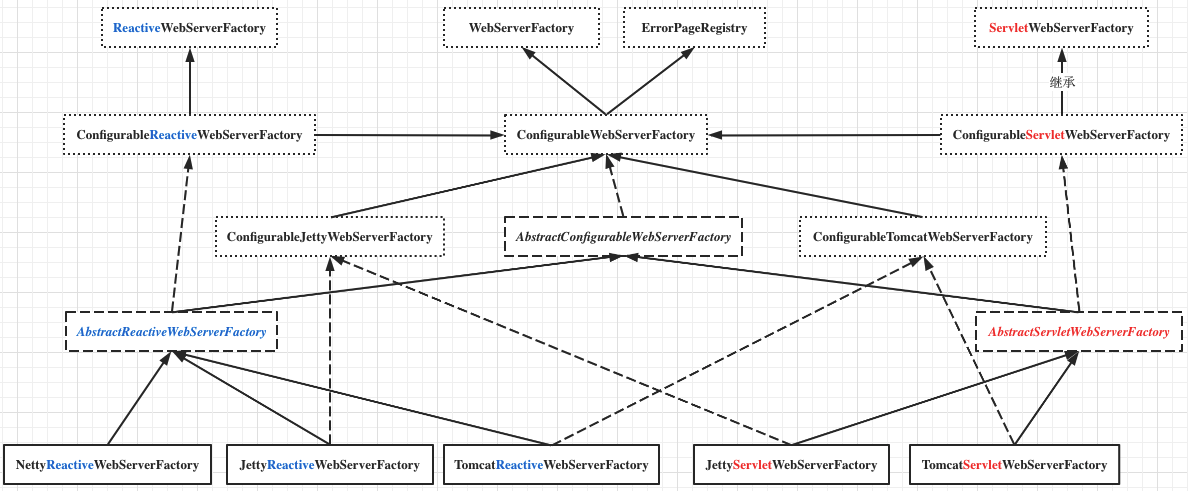 ReactiveWebServerFactory
WebServerFactory
ErrorPageRegistry
ServletWebServerFactory
继承
ConfigurableReactiveWebServerFactory
ConfigurableWebServerFactory
ConfigurableServletWebServerFactory
ConfigurableJettyWebServerFactory
AbstractConfigurableWebServerFactory
ConfigurableTomcatWebServerFactory
AbstractReactiveWebServerFactory
AbstractServletWebServerFactory
NettyReactiveWebServerFactory
JettyReactiveWebServerFactory
TomcatReactiveWebServerFactory
JettyServletWebServerFactory
TomcatServletWebServerFactory